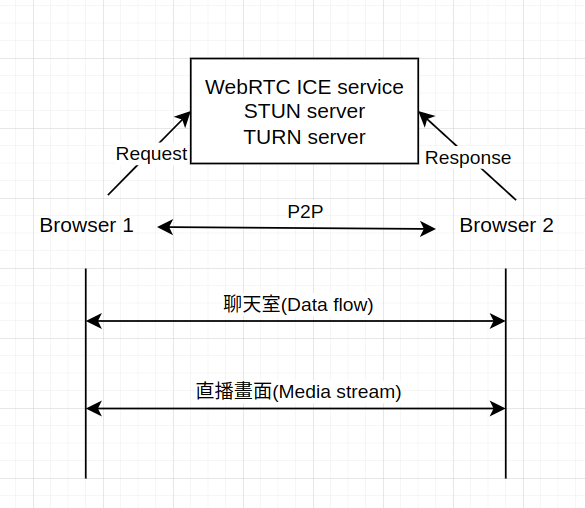 WebRTC ICE service
STUN server
TURN server
Request
Response
P2P
Browser 1
Browser 2
聊天室(Data flow)
直播畫面(Media stream)